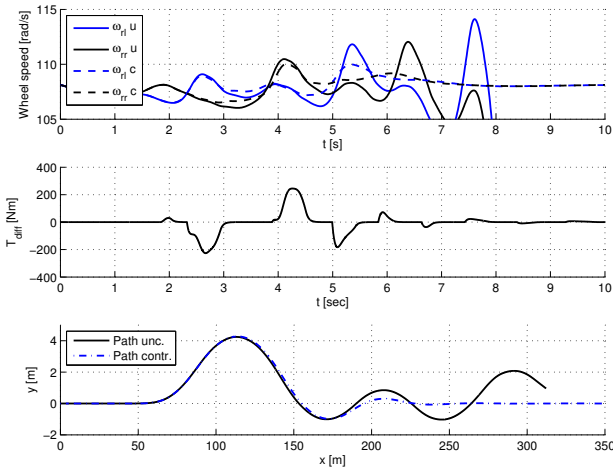 115
110
105
Wheel speed [rad/s]
ω_rl u
ω_rr u
ω_rl c
ω_rr c
0 1 2 3 4 5 6 7 8 9 10
t [s]
400
200
0
−200
−400
T_diff [Nm]
0 1 2 3 4 5 6 7 8 9 10
t [sec]
4
2
0
−2
y [m]
Path unc.
Path contr.
0 50 100 150 200 250 300 350
x [m]